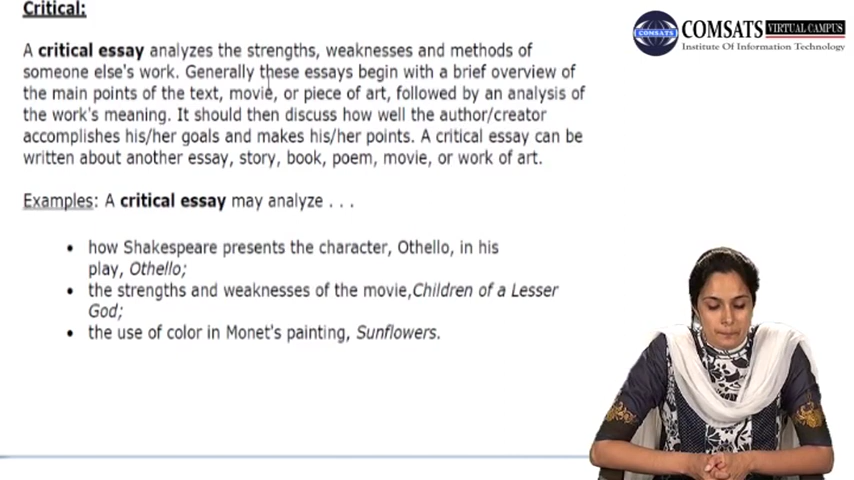 Critical:
COMSATS VIRTUAL CAMPUS
COMSATS
Institute Of Information Technology
A critical essay analyzes the strengths, weaknesses and methods of
someone else's work. Generally these essays begin with a brief overview of
the main points of the text, movie, or piece of art, followed by an analysis of
the work's meaning. It should then discuss how well the author/creator
accomplishes his/her goals and makes his/her points. A critical essay can be
written about another essay, story, book, poem, movie, or work of art.
Examples: A critical essay may analyze . . .
• how Shakespeare presents the character, Othello, in his
play, Othello;
• the strengths and weaknesses of the movie,Children of a Lesser
God;
• the use of color in Monet's painting, Sunflowers.